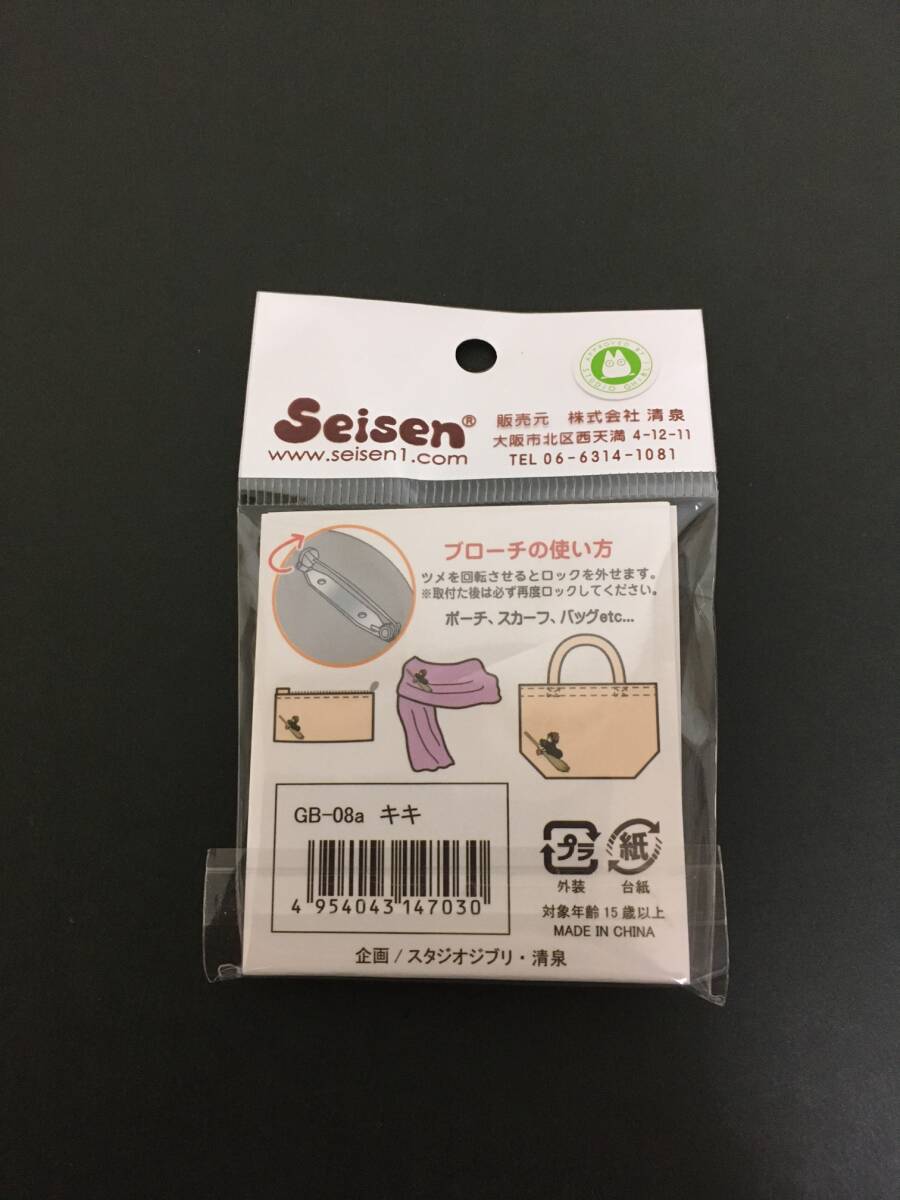 APPROVED BY
STUDIO GHIBLI
Seisen®
www.seisen1.com
販売元 株式会社 清泉
大阪市北区西天満 4-12-11
TEL 06-6314-1081
ブローチの使い方
ツメを回転させるとロックを外せます。
※取付た後は必ず再度ロックしてください。
ポーチ、スカーフ、バッグetc...
GB-08a キキ
4 954043 147030
プラ
外装
紙
台紙
対象年齢 15 歳以上
MADE IN CHINA
企画 / スタジオジブリ・清泉